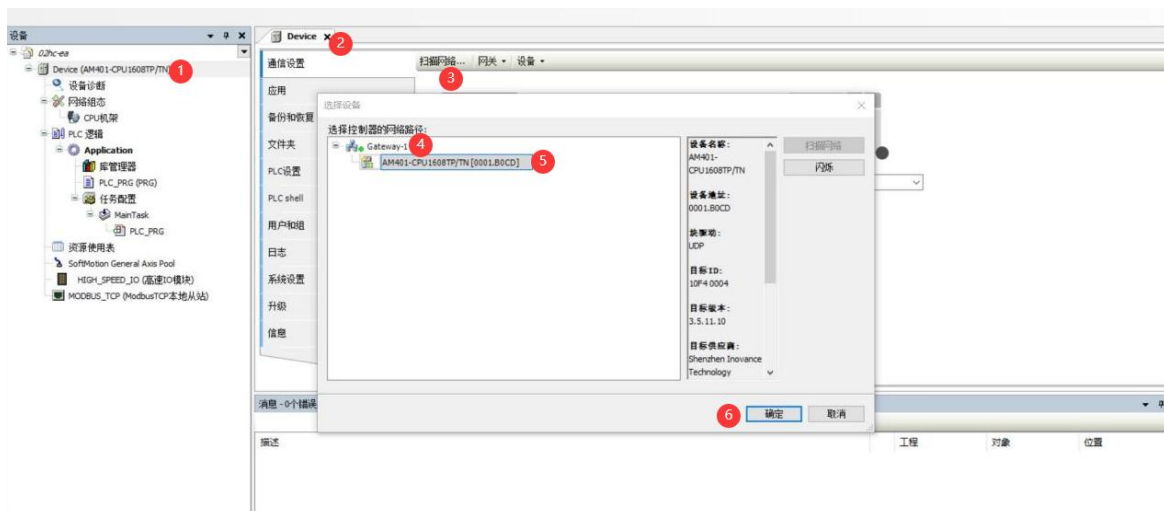 设备
02hc-ea
Device (AM401-CPU1608TP/TN)
1
设备诊断
网络组态
CPU机架
PLC 逻辑
Application
库管理器
PLC_PRG (PRG)
任务配置
MainTask
PLC_PRG
资源使用表
SoftMotion General Axis Pool
HIGH_SPEED_IO (高速IO模块)
MODBUS_TCP (ModbusTCP本地从站)
Device
2
通信设置
应用
备份和恢复
文件夹
PLC设置
PLC shell
用户和组
日志
系统设置
升级
信息
扫描网络... 网关 设备
3
选择设备
选择控制器的网络路径:
Gateway-1
4
AM401-CPU1608TP/TN [0001.B0CD]
5
设备名称:
AM401-
CPU1608TP/TN
设备地址:
0001.B0CD
块驱动:
UDP
目标ID:
10F4 0004
目标版本:
3.5.11.10
目标供应商:
Shenzhen Inovance
Technology
扫描网络
闪烁
6
确定 取消
消息 - 0个错误
描述 工程 对象 位置